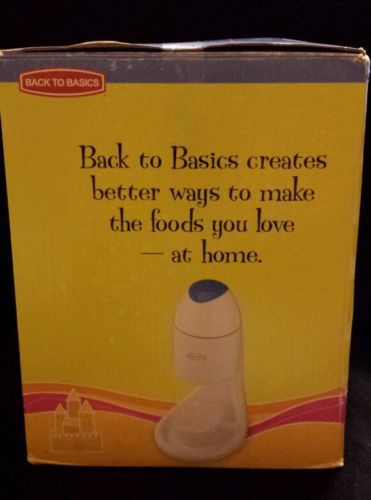 BACK TO BASICS
Back to Basics creates
better ways to make
the foods you love
— at home.